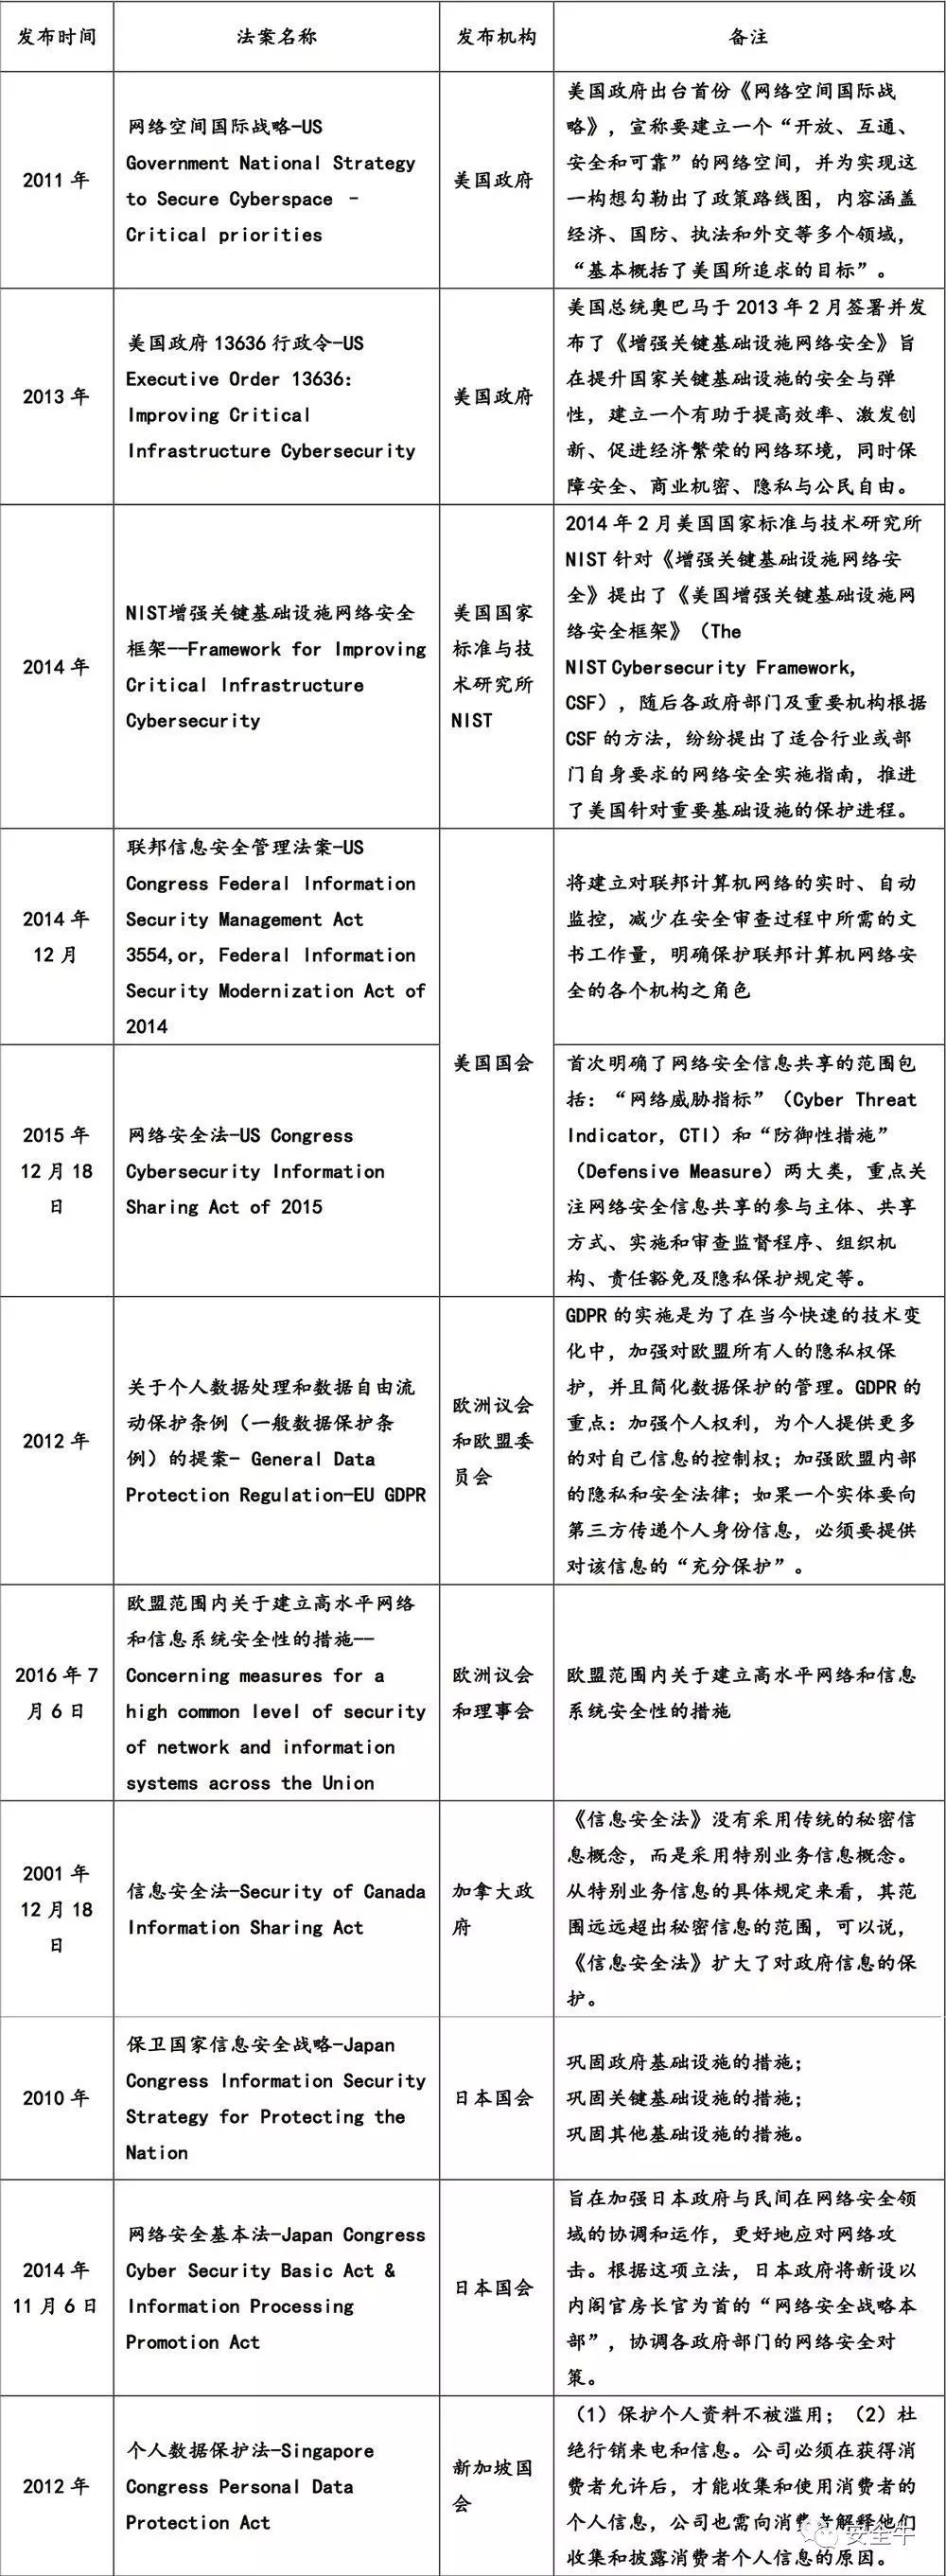 发布时间
法案名称
发布机构
备注
2011 年
网络空间国际战略-US
Government National Strategy
to Secure Cyberspace –
Critical priorities
美国政府
美国政府出台首份《网络空间国际战
略》，宣称要建立一个“开放、互通、
安全和可靠”的网络空间，并为实现这
一构想勾勒出了政策路线图，内容涵盖
经济、国防、执法和外交等多个领域，
“基本概括了美国所追求的目标”。
2013 年
美国政府 13636 行政令-US
Executive Order 13636:
Improving Critical
Infrastructure Cybersecurity
美国政府
美国总统奥巴马于 2013 年 2 月签署并发
布了《增强关键基础设施网络安全》旨
在提升国家关键基础设施的安全与弹
性，建立一个有助于提高效率、激发创
新、促进经济繁荣的网络环境，同时保
障安全、商业机密、隐私与公民自由。
2014 年
NIST增强关键基础设施网络安全
框架--Framework for Improving
Critical Infrastructure
Cybersecurity
美国国家
标准与技
术研究所
NIST
2014 年 2 月美国国家标准与技术研究所
NIST 针对《增强关键基础设施网络安
全》提出了《美国增强关键基础设施网
络安全框架》（The
NIST Cybersecurity Framework,
CSF），随后各政府部门及重要机构根据
CSF 的方法，纷纷提出了适合行业或部
门自身要求的网络安全实施指南，推进
了美国针对重要基础设施的保护进程。
2014 年
12 月
联邦信息安全管理法案-US
Congress Federal Information
Security Management Act
3554,or, Federal Information
Security Modernization Act of
2014
美国国会
将建立对联邦计算机网络的实时、自动
监控，减少在安全审查过程中所需的文
书工作量，明确保护联邦计算机网络安
全的各个机构之角色
2015 年
12 月 18
日
网络安全法-US Congress
Cybersecurity Information
Sharing Act of 2015
首次明确了网络安全信息共享的范围包
括：“网络威胁指标”（Cyber Threat
Indicator, CTI）和“防御性措施”
（Defensive Measure）两大类，重点关
注网络安全信息共享的参与主体、共享
方式、实施和审查监督程序、组织机
构、责任豁免及隐私保护规定等。
2012 年
关于个人数据处理和数据自由流
动保护条例（一般数据保护条
例）的提案- General Data
Protection Regulation-EU GDPR
欧洲议会
和欧盟委
员会
GDPR 的实施是为了在当今快速的技术变
化中，加强对欧盟所有人的隐私权保
护，并且简化数据保护的管理。GDPR 的
重点：加强个人权利，为个人提供更多
的对自己信息的控制权；加强欧盟内部
的隐私和安全法律；如果一个实体要向
第三方传递个人身份信息，必须要提供
对该信息的“充分保护”。
2016 年 7
月 6 日
欧盟范围内关于建立高水平网络
和信息系统安全性的措施--
Concerning measures for a
high common level of security
of network and information
systems across the Union
欧洲议会
和理事会
欧盟范围内关于建立高水平网络和信息
系统安全性的措施
2001 年
12 月 18
日
信息安全法-Security of Canada
Information Sharing Act
加拿大政
府
《信息安全法》没有采用传统的秘密信
息概念，而是采用特别业务信息概念。
从特别业务信息的具体规定来看，其范
围远远超出秘密信息的范围，可以说，
《信息安全法》扩大了对政府信息的保
护。
2010 年
保卫国家信息安全战略-Japan
Congress Information Security
Strategy for Protecting the
Nation
日本国会
巩固政府基础设施的措施；
巩固关键基础设施的措施；
巩固其他基础设施的措施。
2014 年
11 月 6 日
网络安全基本法-Japan Congress
Cyber Security Basic Act &
Information Processing
Promotion Act
日本国会
旨在加强日本政府与民间在网络安全领
域的协调和运作，更好地应对网络攻
击。根据这项立法，日本政府将新设以
内阁官房长官为首的“网络安全战略本
部”，协调各政府部门的网络安全对
策。
2012 年
个人数据保护法-Singapore
Congress Personal Data
Protection Act
新加坡国
会
（1）保护个人资料不被滥用；（2）杜
绝行销来电和信息。公司必须在获得消
费者允许后，才能收集和使用消费者的
个人信息，公司也需向消费者解释他们
收集和披露消费者个人信息的原因。
安全牛